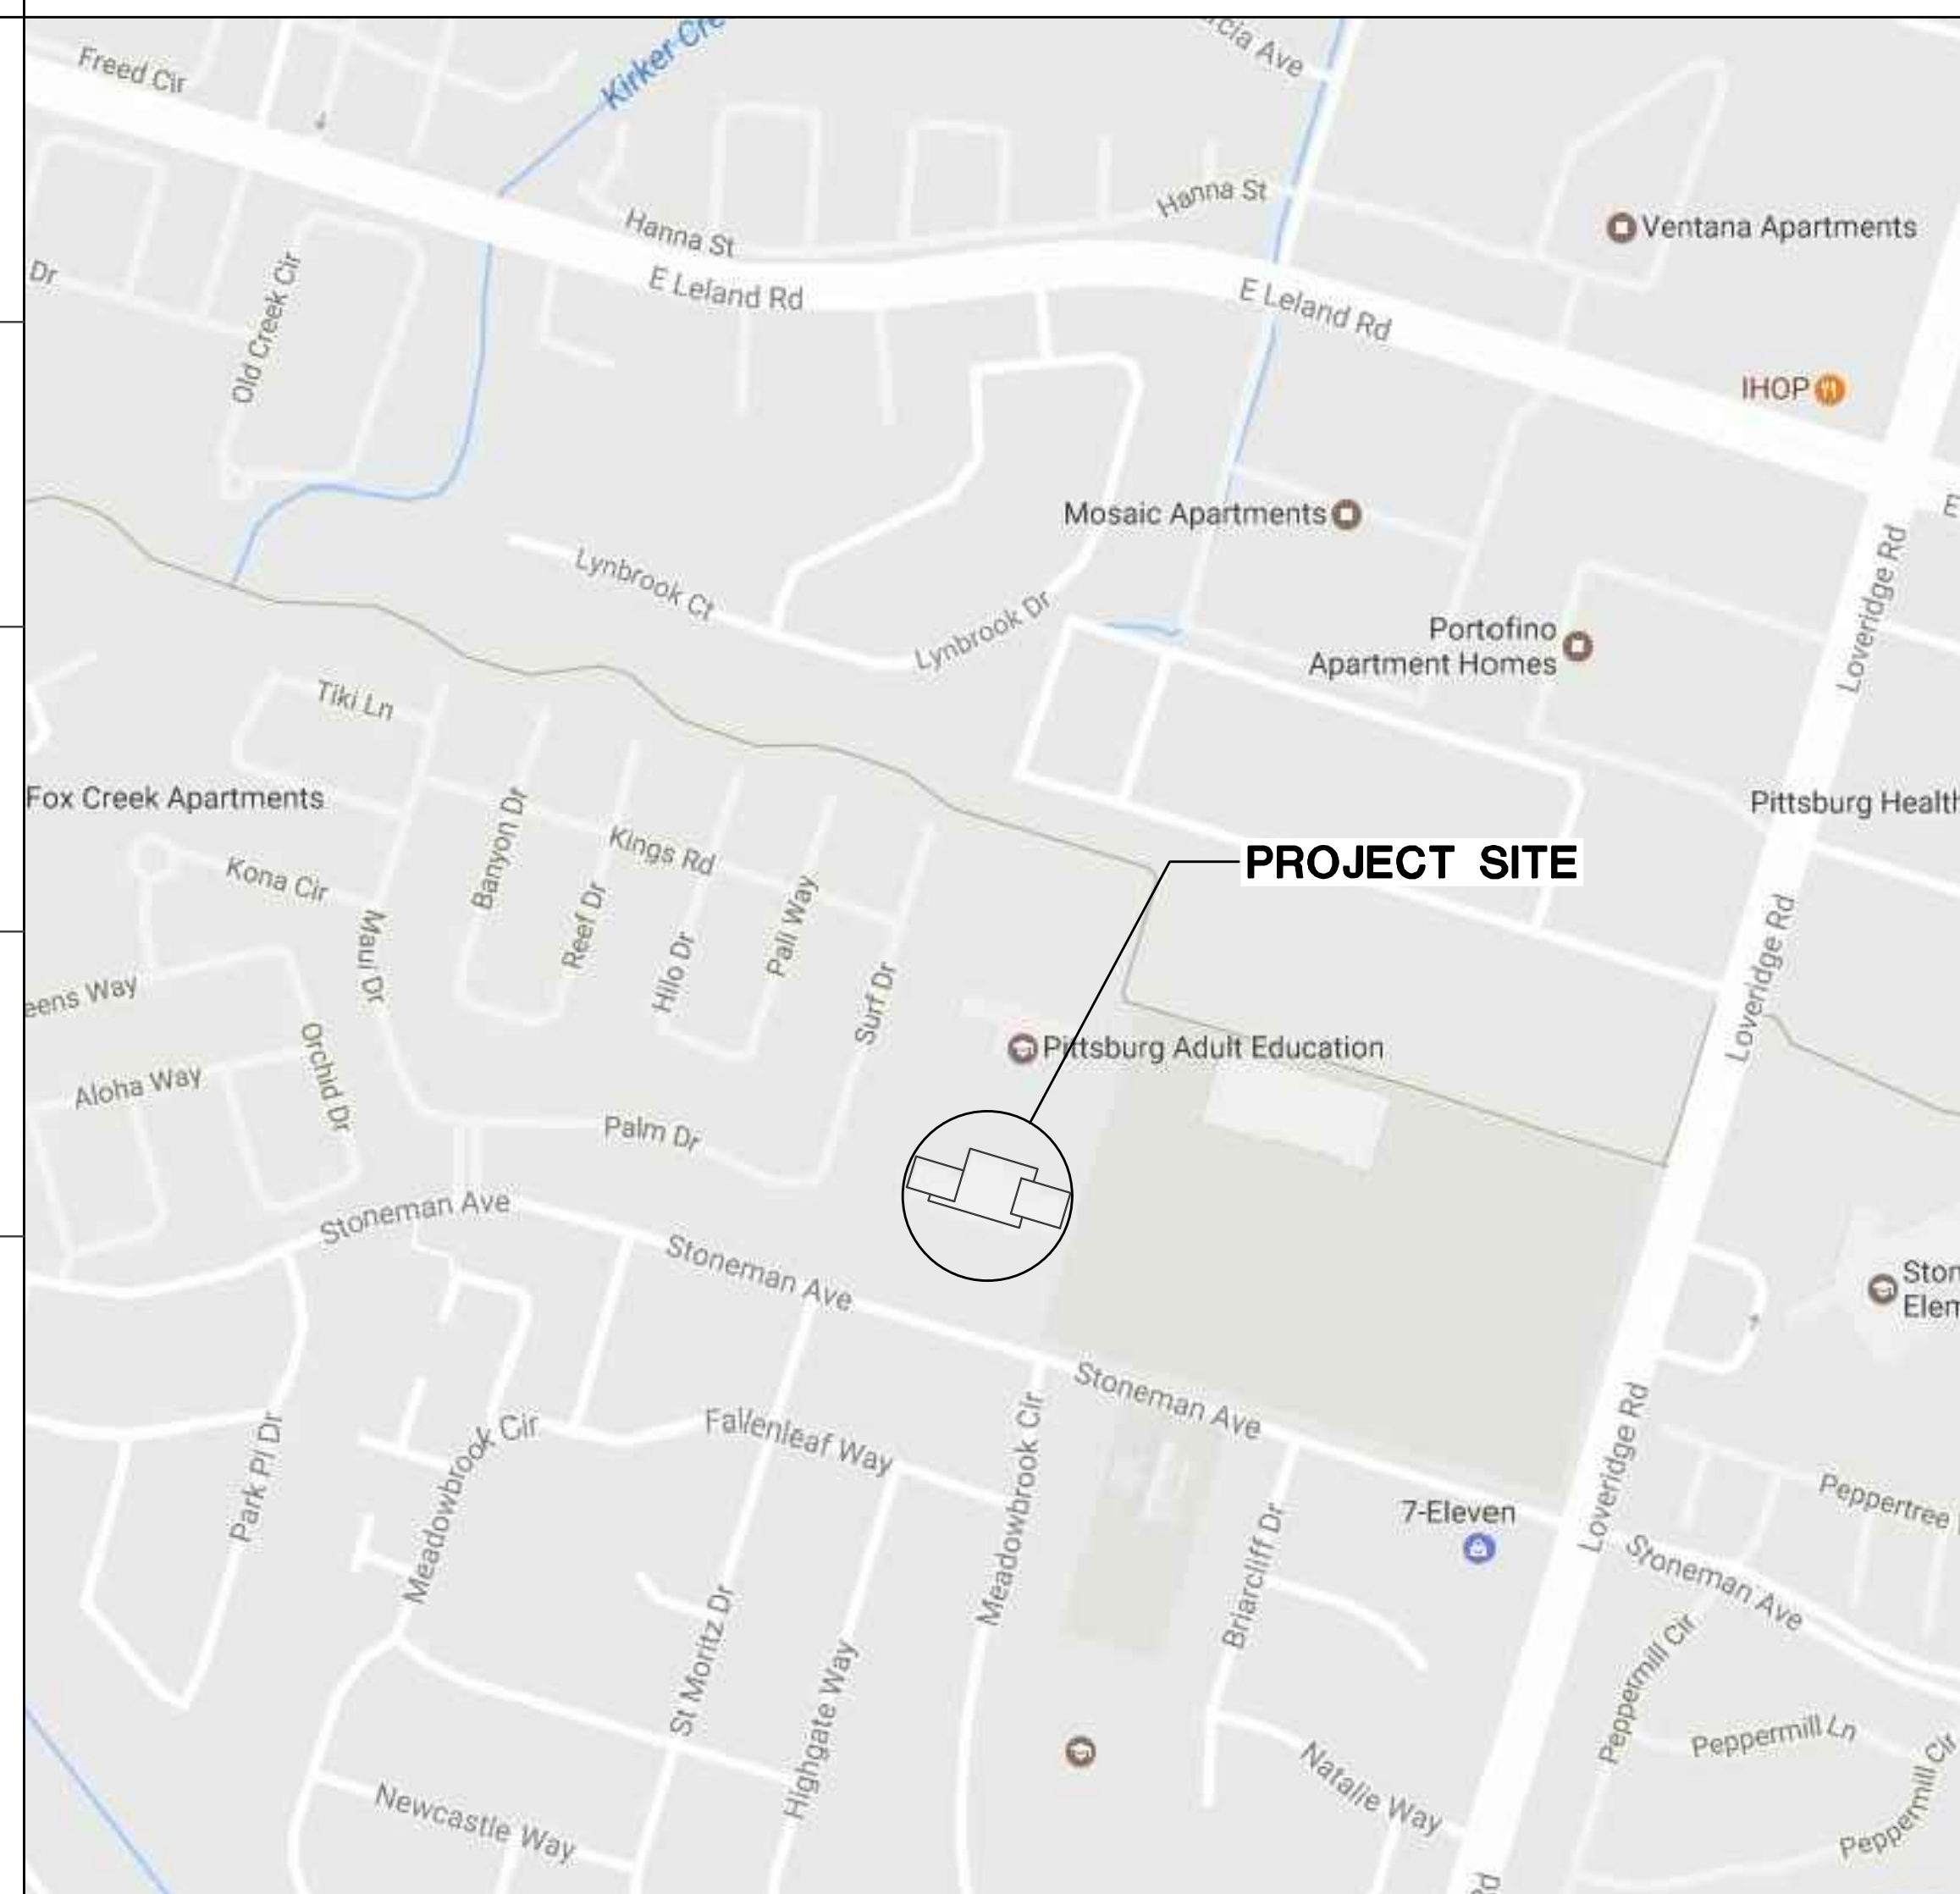 Freed Cir
Kirker Cre
rcia Ave
Hanna St
Hanna St
Ventana Apartments
Dr
Old Creek Cir
E Leland Rd
E Leland Rd
IHOP
E
Mosaic Apartments
Lynbrook Ct
Lynbrook Dr
Loveridge Rd
Portofino
Apartment Homes
Tiki Ln
Fox Creek Apartments
Banyon Dr
Kings Rd
Pittsburg Health
PROJECT SITE
Kona Cir
Maui Dr
Reef Dr
Hilo Dr
Pali Way
Surf Dr
Loveridge Rd
eens Way
Orchid Dr
Pittsburg Adult Education
Aloha Way
Palm Dr
Stoneman Ave
Stoneman Ave
Ston
Elem
Stoneman Ave
Park Pl Dr
Meadowbrook Cir
Fallenleaf Way
Meadowbrook Cir
Loveridge Rd
Peppertree
7-Eleven
Briarcliff Dr
Stoneman Ave
St Moritz Dr
Highgate Way
Peppermill Cir
Peppermill Ln
Peppermill Cir
Natalie Way
Newcastle Way
Rd